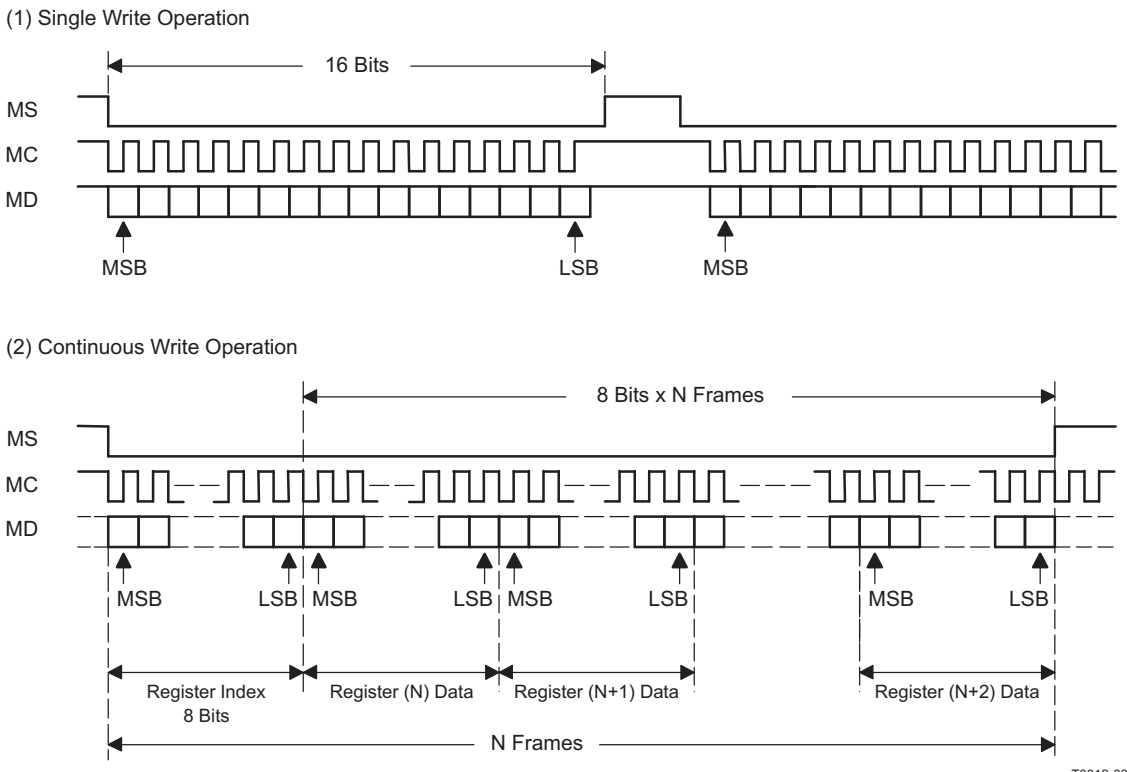 (1) Single Write Operation
16 Bits
MS
MC
MD
MSB LSB MSB
(2) Continuous Write Operation
8 Bits x N Frames
MS
MC
MD
MSB LSB MSB LSB MSB LSB MSB LSB
Register Index Register (N) Data Register (N+1) Data Register (N+2) Data
8 Bits
N Frames